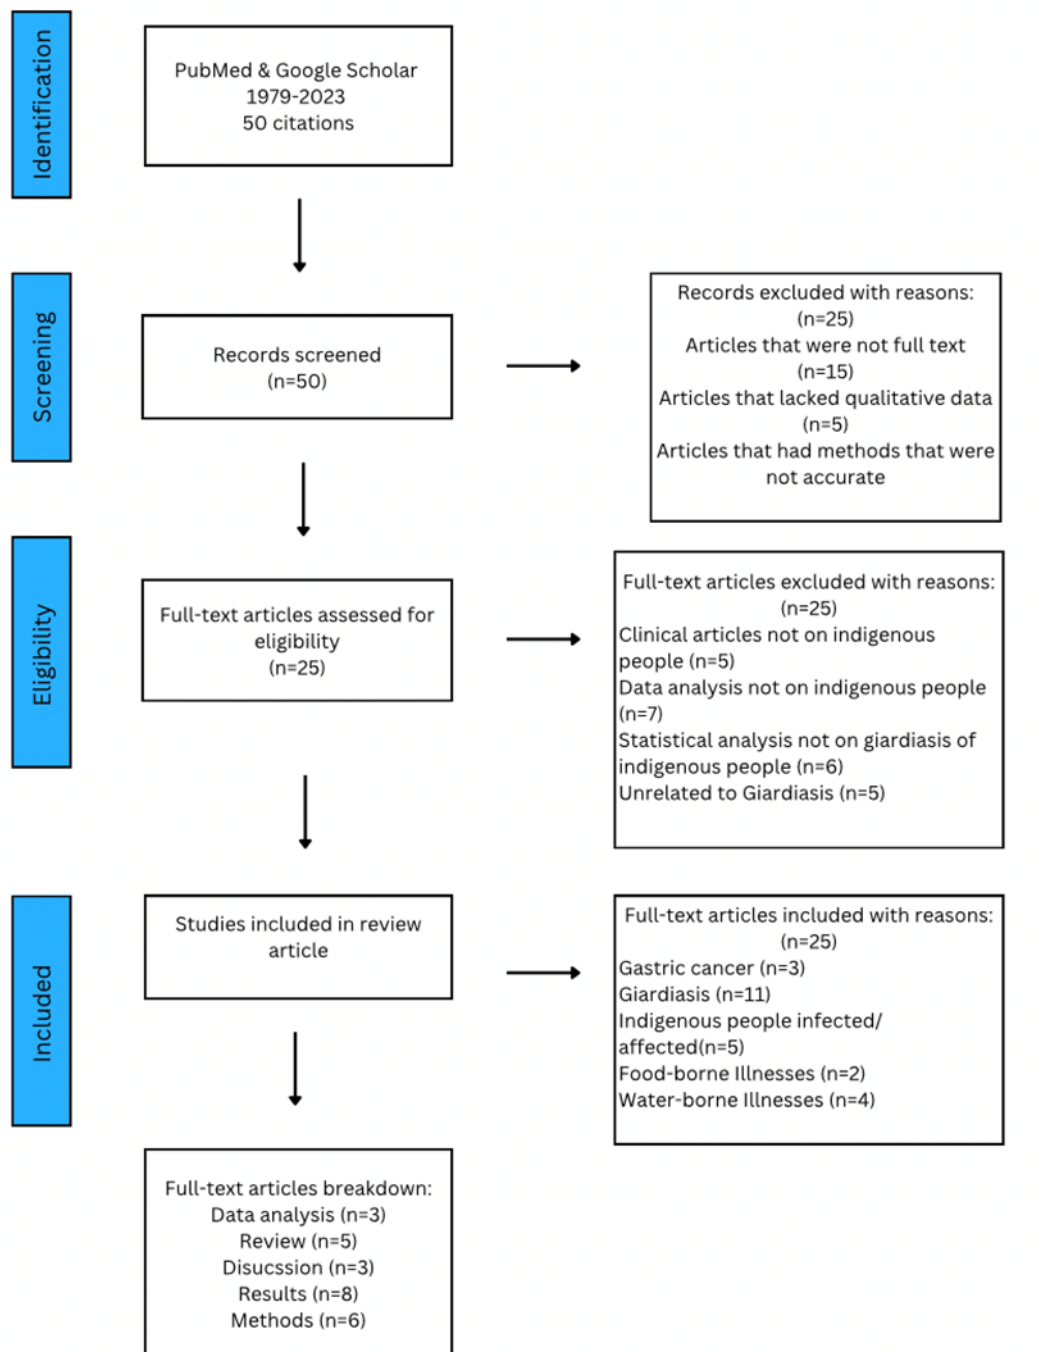 Identification
PubMed & Google Scholar
1979-2023
50 citations
Screening
Records screened
(n=50)
Records excluded with reasons:
(n=25)
Articles that were not full text
(n=15)
Articles that lacked qualitative data
(n=5)
Articles that had methods that were
not accurate
Eligibility
Full-text articles assessed for
eligibility
(n=25)
Full-text articles excluded with reasons:
(n=25)
Clinical articles not on indigenous
people (n=5)
Data analysis not on indigenous people
(n=7)
Statistical analysis not on giardiasis of
indigenous people (n=6)
Unrelated to Giardiasis (n=5)
Included
Studies included in review
article
Full-text articles included with reasons:
(n=25)
Gastric cancer (n=3)
Giardiasis (n=11)
Indigenous people infected/
affected(n=5)
Food-borne Illnesses (n=2)
Water-borne Illnesses (n=4)
Full-text articles breakdown:
Data analysis (n=3)
Review (n=5)
Disucssion (n=3)
Results (n=8)
Methods (n=6)